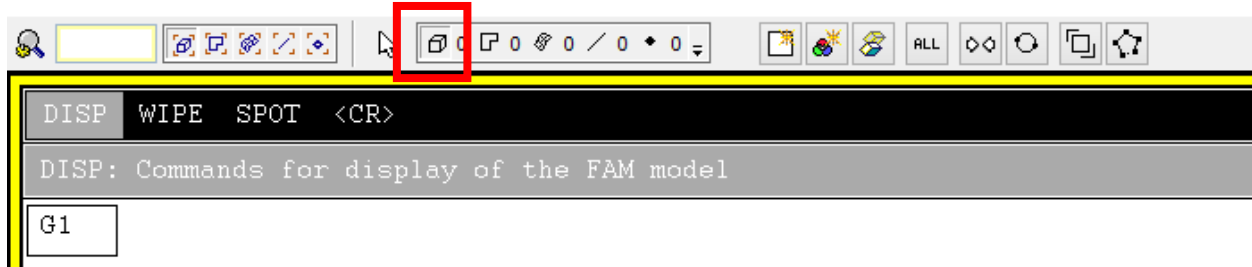 0 0 0 0 0 ALL
DISP WIPE SPOT <CR>
DISP: Commands for display of the FAM model
G1